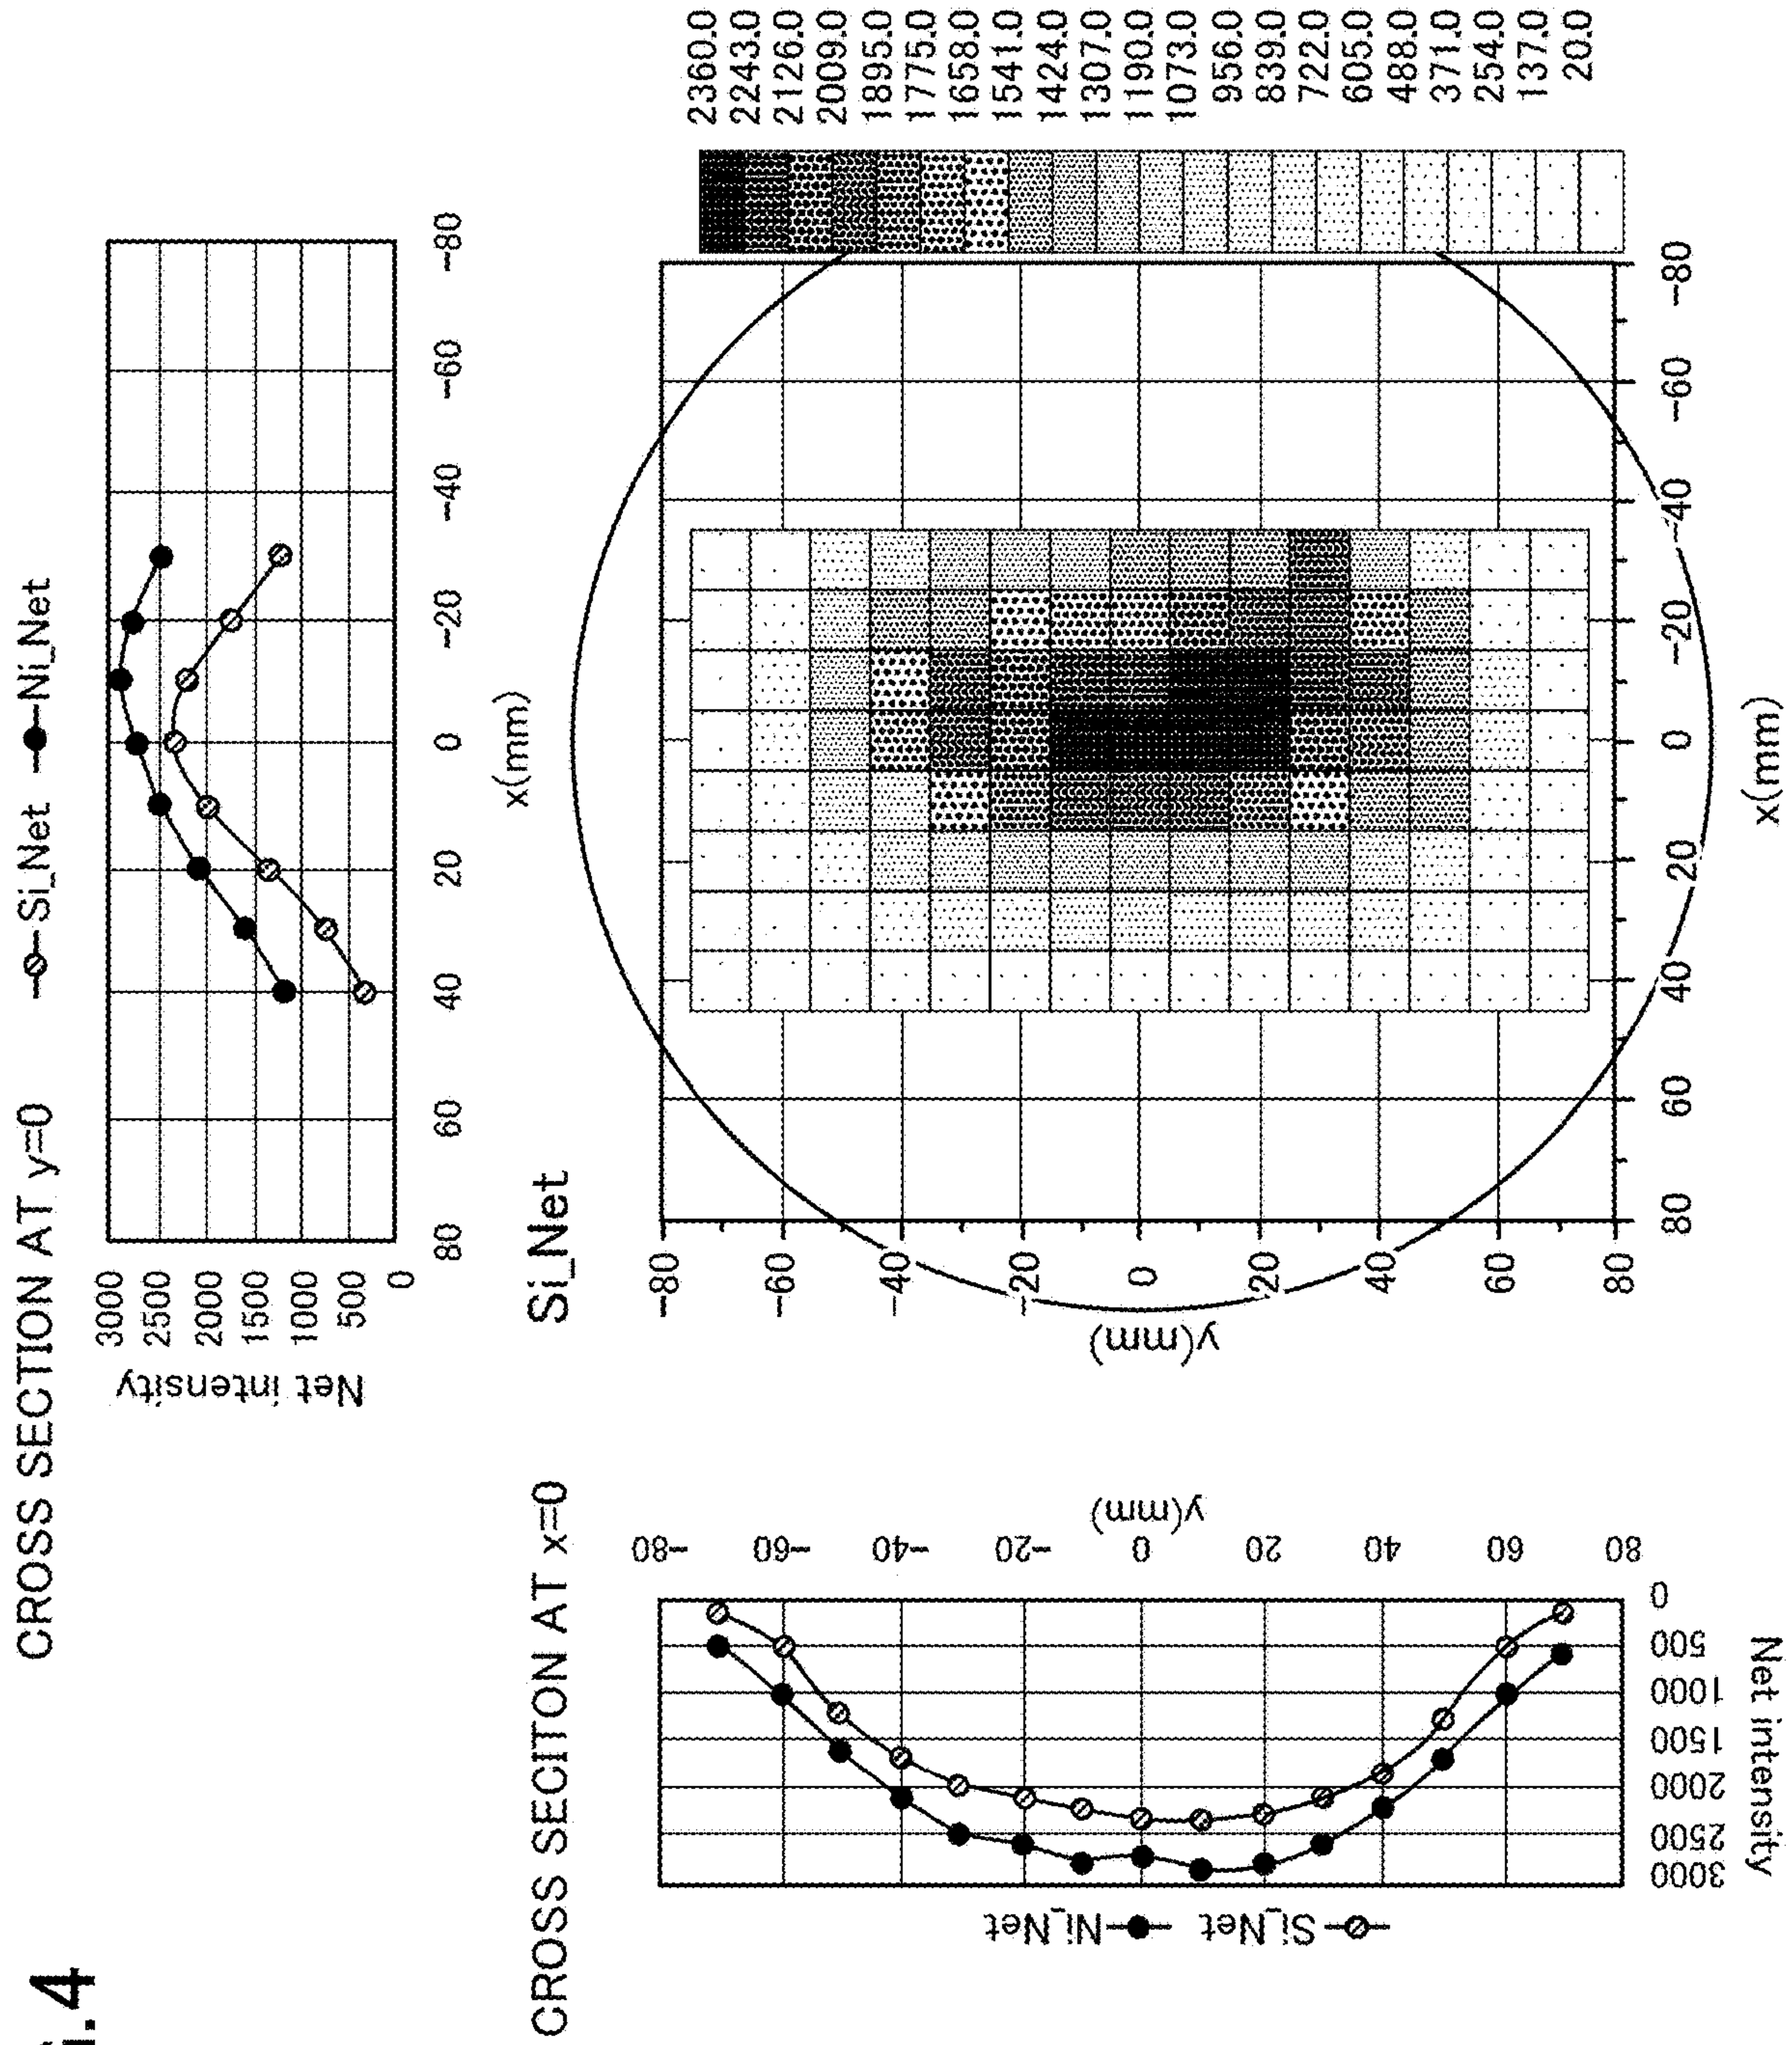 G.4
CROSS SECTION AT y=0
Si_Net Ni_Net
Net intensity
3000
2500
2000
1500
1000
500
0
80 60 40 20 0 -20 -40 -60 -80
x(mm)
CROSS SECITON AT x=0
Ni_Net Si_Net
-80 -60 -40 -20 0 20 40 60 80
y(mm)
0
500
1000
1500
2000
2500
3000
Net intensity
Si_Net
y(mm)
-80
-60
-40
-20
0
20
40
60
80
80 60 40 20 0 -20 -40 -60 -80
x(mm)
2360.0
2243.0
2126.0
2009.0
1895.0
1775.0
1658.0
1541.0
1424.0
1307.0
1190.0
1073.0
956.0
839.0
722.0
605.0
488.0
371.0
254.0
137.0
20.0